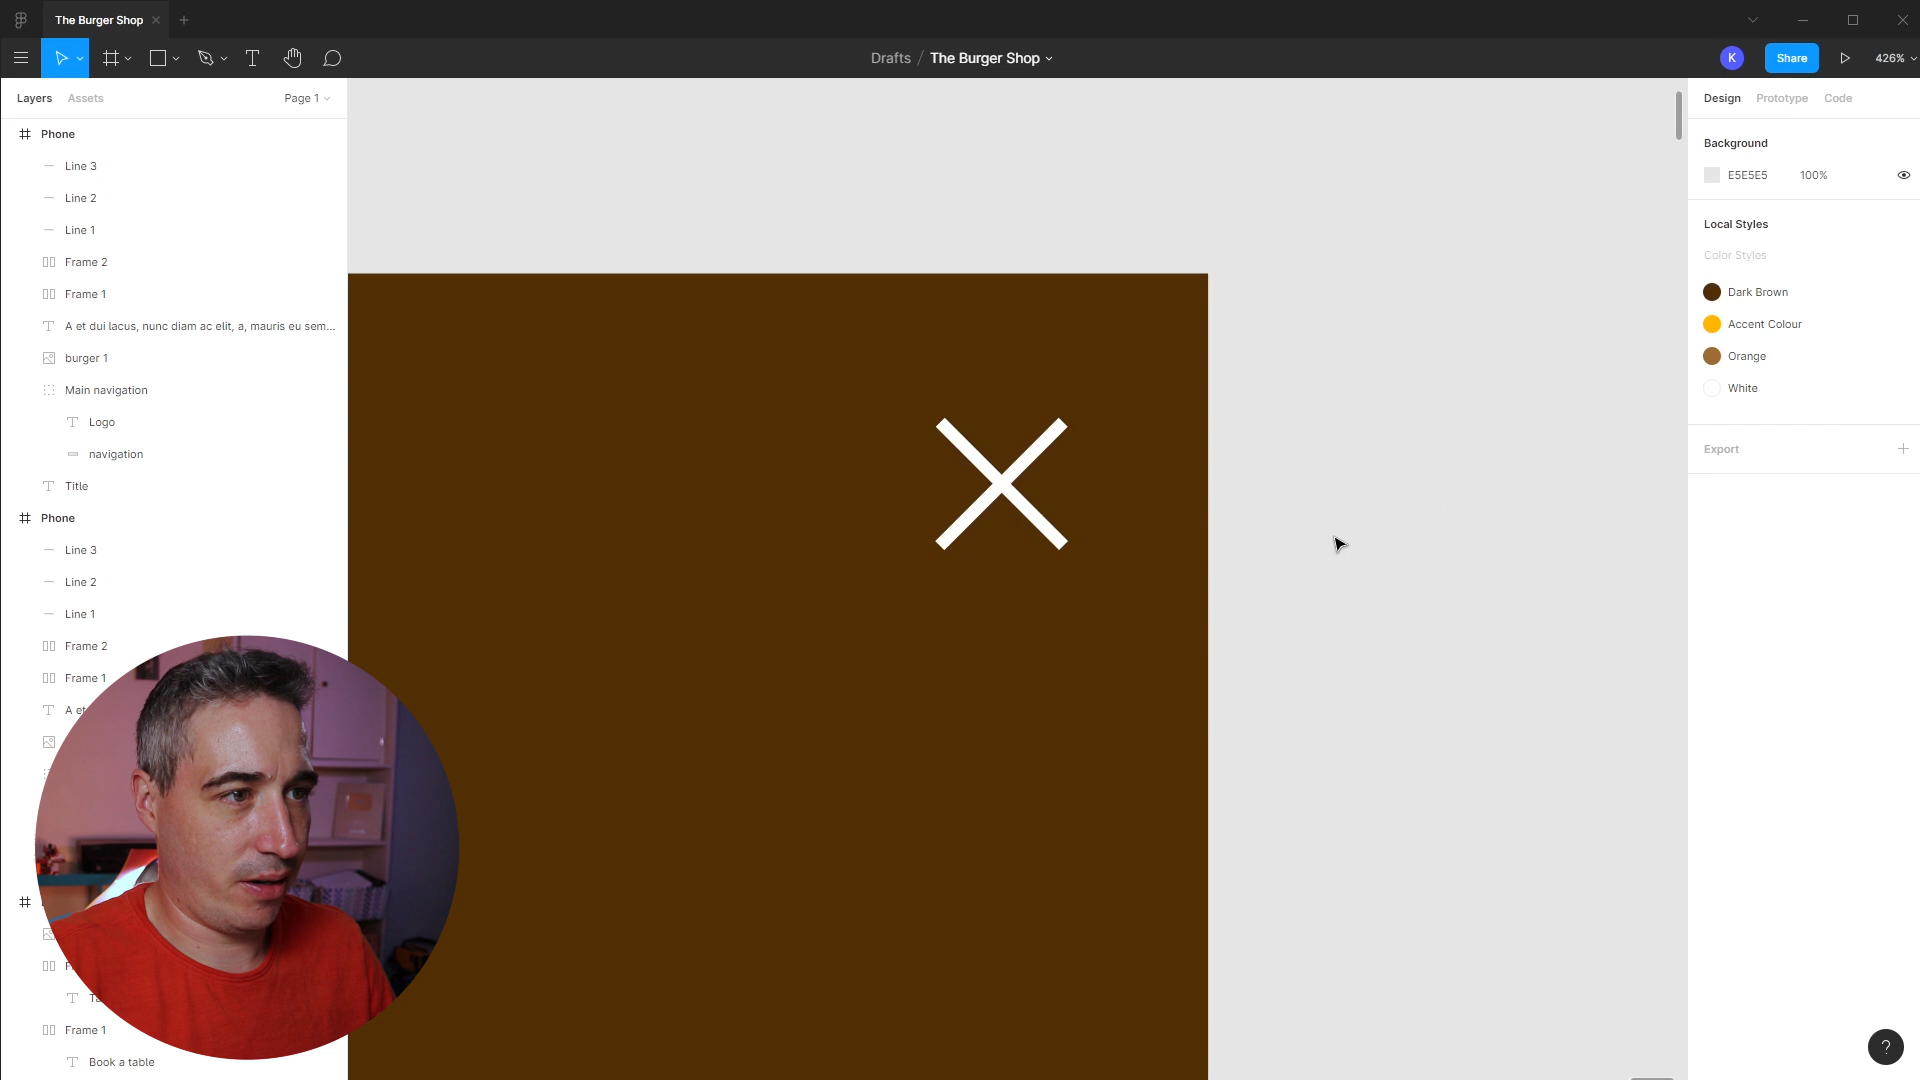 The Burger Shop
Drafts / The Burger Shop
K
Share
426%
Layers
Assets
Page 1
Phone
Line 3
Line 2
Line 1
Frame 2
Frame 1
A et dui lacus, nunc diam ac elit, a, mauris eu sem...
burger 1
Main navigation
Logo
navigation
Title
Phone
Line 3
Line 2
Line 1
Frame 2
Frame 1
A et
Frame 1
Book a table
Design
Prototype
Code
Background
E5E5E5
100%
Local Styles
Color Styles
Dark Brown
Accent Colour
Orange
White
Export
?